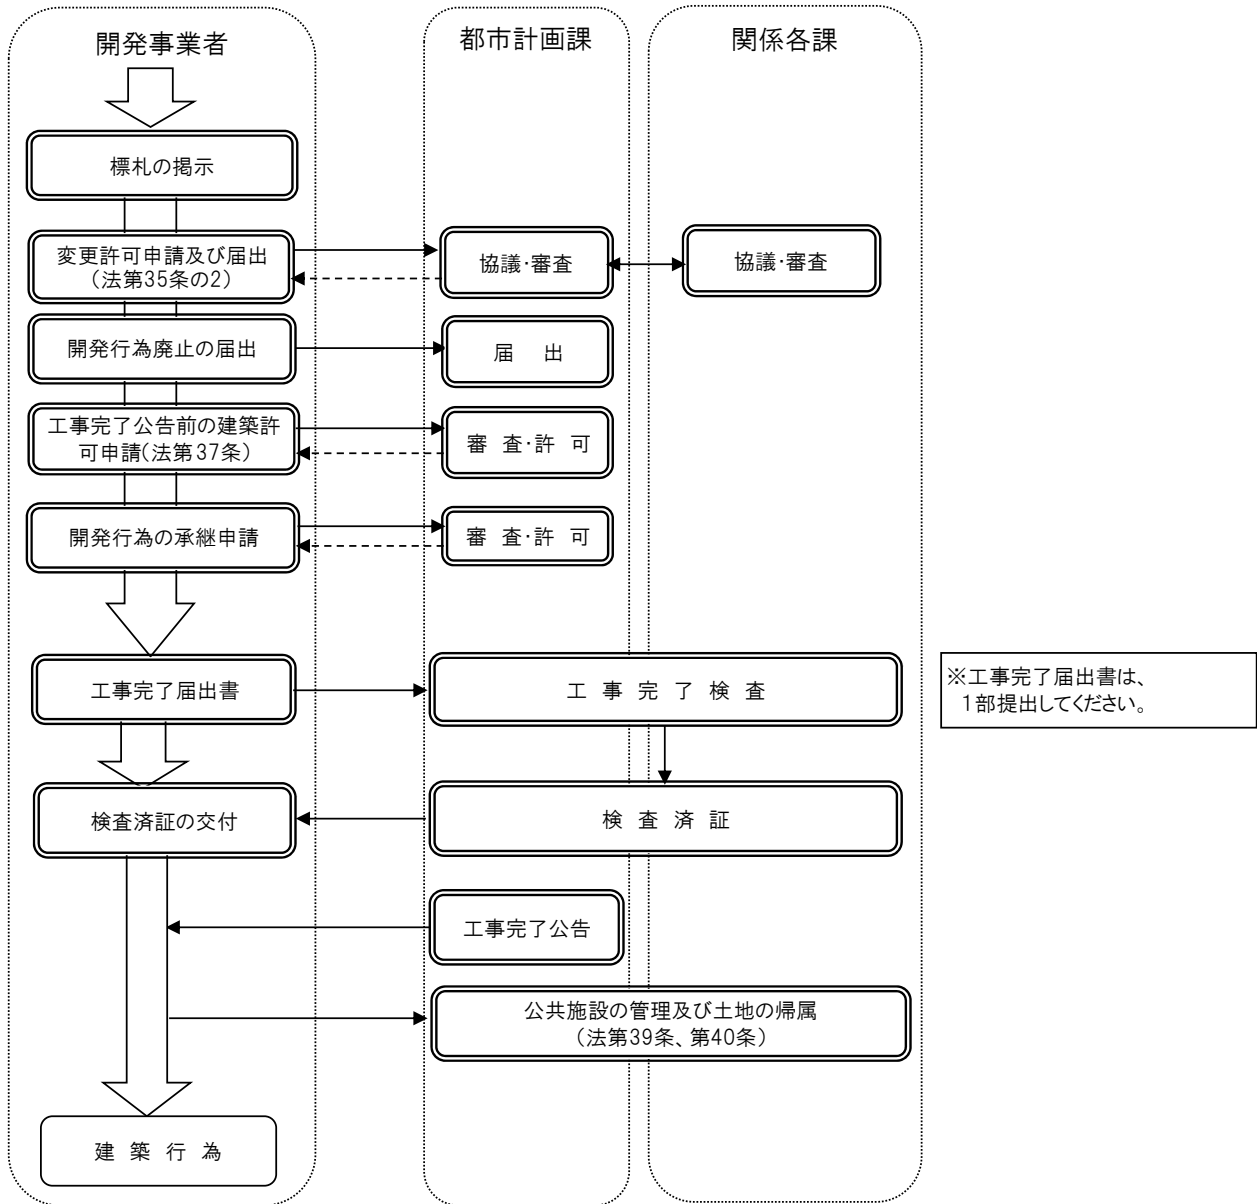 開発事業者
都市計画課
関係各課
標札の掲示
変更許可申請及び届出
（法第35条の2）
協議･審査
協議･審査
開発行為廃止の届出
届　出
工事完了公告前の建築許
可申請（法第37条）
審 査･許 可
開発行為の承継申請
審 査･許 可
工事完了届出書
工 事 完 了 検 査
※工事完了届出書は、
1部提出してください。
検査済証の交付
検 査 済 証
工事完了公告
公共施設の管理及び土地の帰属
（法第39条、第40条）
建 築 行 為